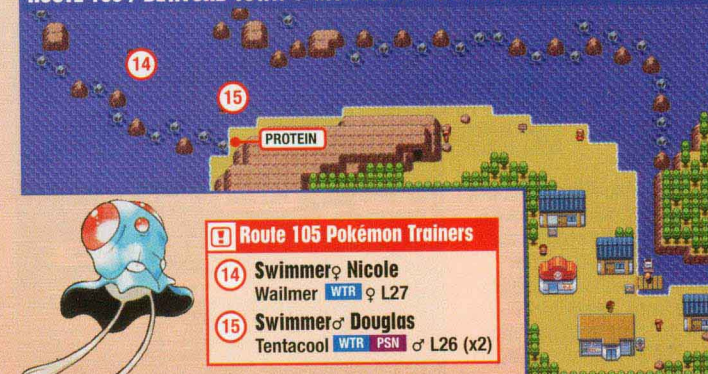 14
15
PROTEIN
! Route 105 Pokémon Trainers
14 Swimmer♀ Nicole
Wailmer WTR ♀ L27
15 Swimmer♂ Douglas
Tentacool WTR PSN ♂ L26 (x2)